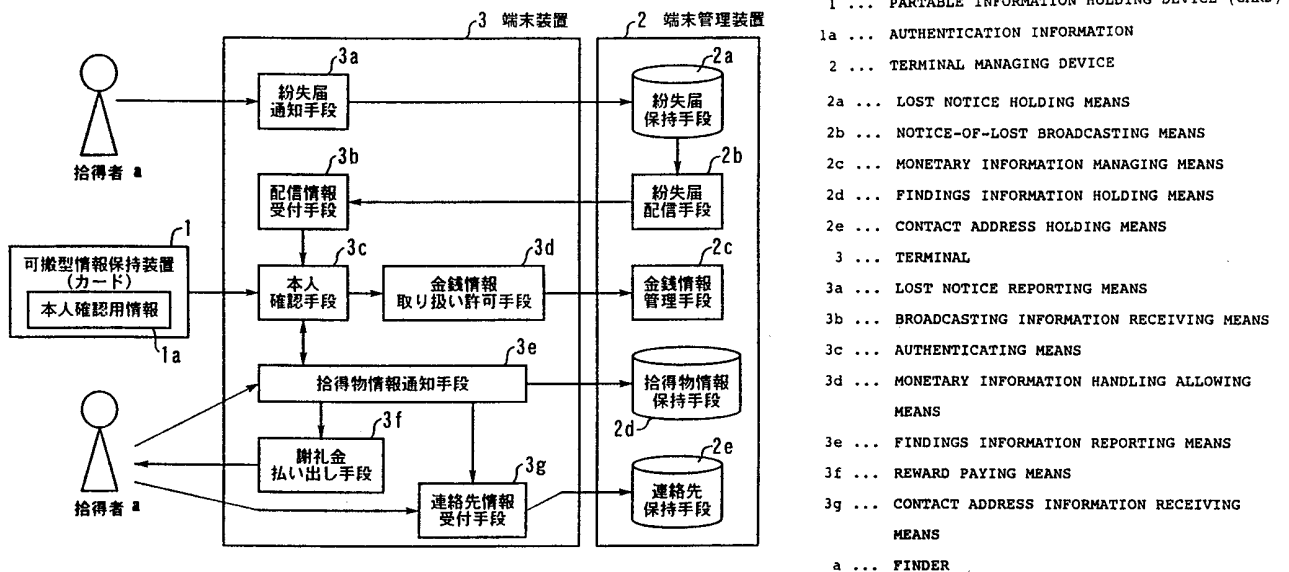 3 端末装置
2 端末管理装置
3a
紛失届
通知手段
2a
紛失届
保持手段
拾得者 a
3b
配信情報
受付手段
2b
紛失届
配信手段
1
可搬型情報保持装置
(カード)
本人確認用情報
1a
3c
本人
確認手段
3d
金銭情報
取り扱い許可手段
2c
金銭情報
管理手段
3e
拾得物情報通知手段
拾得物情報
保持手段
2d
3f
謝礼金
払い出し手段
3g
連絡先情報
受付手段
2e
連絡先
保持手段
拾得者 a
1 ... PARTABLE INFORMATION HOLDING DEVICE (CARD)
1a ... AUTHENTICATION INFORMATION
2 ... TERMINAL MANAGING DEVICE
2a ... LOST NOTICE HOLDING MEANS
2b ... NOTICE-OF-LOST BROADCASTING MEANS
2c ... MONETARY INFORMATION MANAGING MEANS
2d ... FINDINGS INFORMATION HOLDING MEANS
2e ... CONTACT ADDRESS HOLDING MEANS
3 ... TERMINAL
3a ... LOST NOTICE REPORTING MEANS
3b ... BROADCASTING INFORMATION RECEIVING MEANS
3c ... AUTHENTICATING MEANS
3d ... MONETARY INFORMATION HANDLING ALLOWING
MEANS
3e ... FINDINGS INFORMATION REPORTING MEANS
3f ... REWARD PAYING MEANS
3g ... CONTACT ADDRESS INFORMATION RECEIVING
MEANS
a ... FINDER